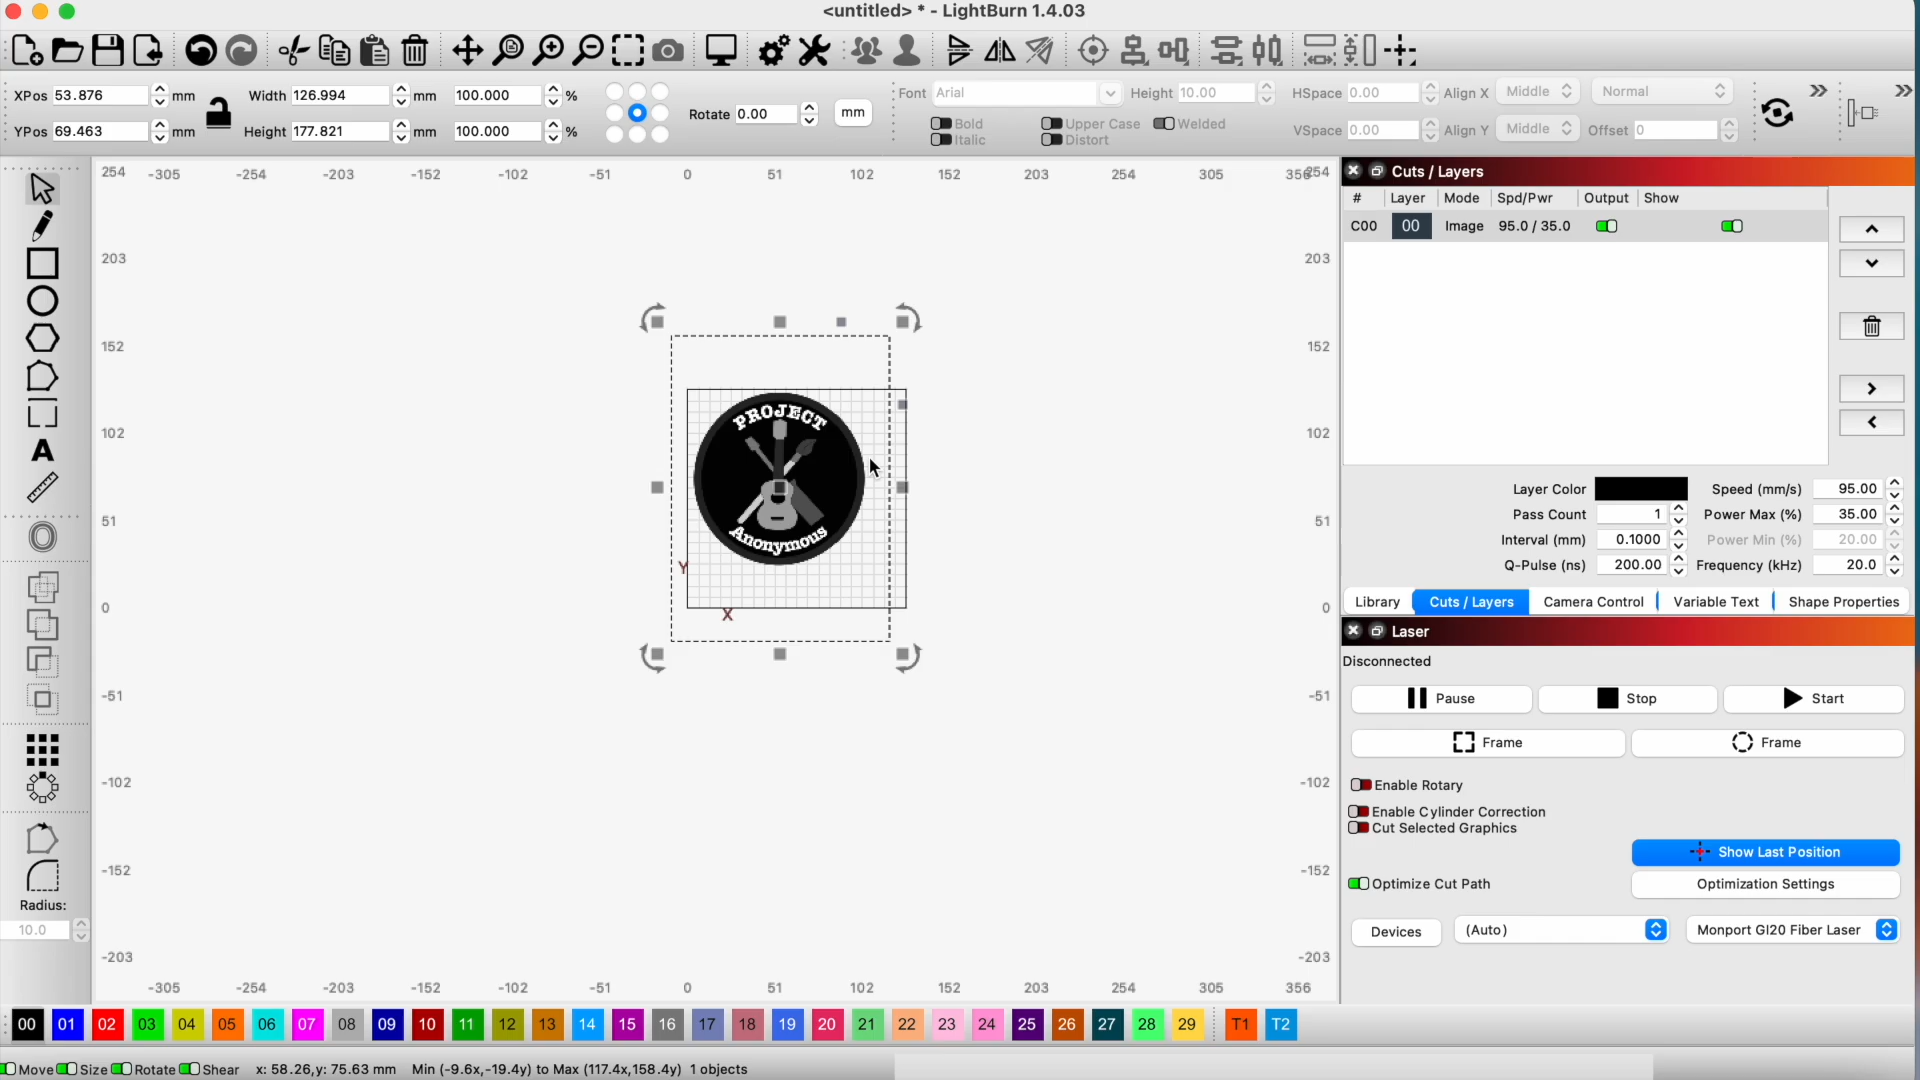 <untitled> * - LightBurn 1.4.03
XPos 53.876 mm Width 126.994 mm 100.000 %
YPos 69.463 mm Height 177.821 mm 100.000 %
Rotate 0.00 mm
Font Arial Height 10.00 HSpace 0.00 Align X Middle Normal
Bold Upper Case Welded
Italic Distort
VSpace 0.00 Align Y Middle Offset 0
254 -305 -254 -203 -152 -102 -51 0 51 102 152 203 254 305 356 254
203 203
152 152
102 102
51 51
0 0
-51 -51
-102 -102
-152 -152
-203 -203
-305 -254 -203 -152 -102 -51 0 51 102 152 203 254 305 356
PROJECT
Anonymous
Y
X
Radius:
10.0
Cuts / Layers
# Layer Mode Spd/Pwr Output Show
C00 00 Image 95.0 / 35.0
Layer Color Speed (mm/s) 95.00
Pass Count 1 Power Max (%) 35.00
Interval (mm) 0.1000 Power Min (%) 20.00
Q-Pulse (ns) 200.00 Frequency (kHz) 20.0
Library Cuts / Layers Camera Control Variable Text Shape Properties
Laser
Disconnected
Pause Stop Start
Frame Frame
Enable Rotary
Enable Cylinder Correction
Cut Selected Graphics
Show Last Position
Optimize Cut Path Optimization Settings
Devices (Auto) Monport GI20 Fiber Laser
00 01 02 03 04 05 06 07 08 09 10 11 12 13 14 15 16 17 18 19 20 21 22 23 24 25 26 27 28 29 T1 T2
Move Size Rotate Shear x: 58.26,y: 75.63 mm Min (-9.6x,-19.4y) to Max (117.4x,158.4y) 1 objects